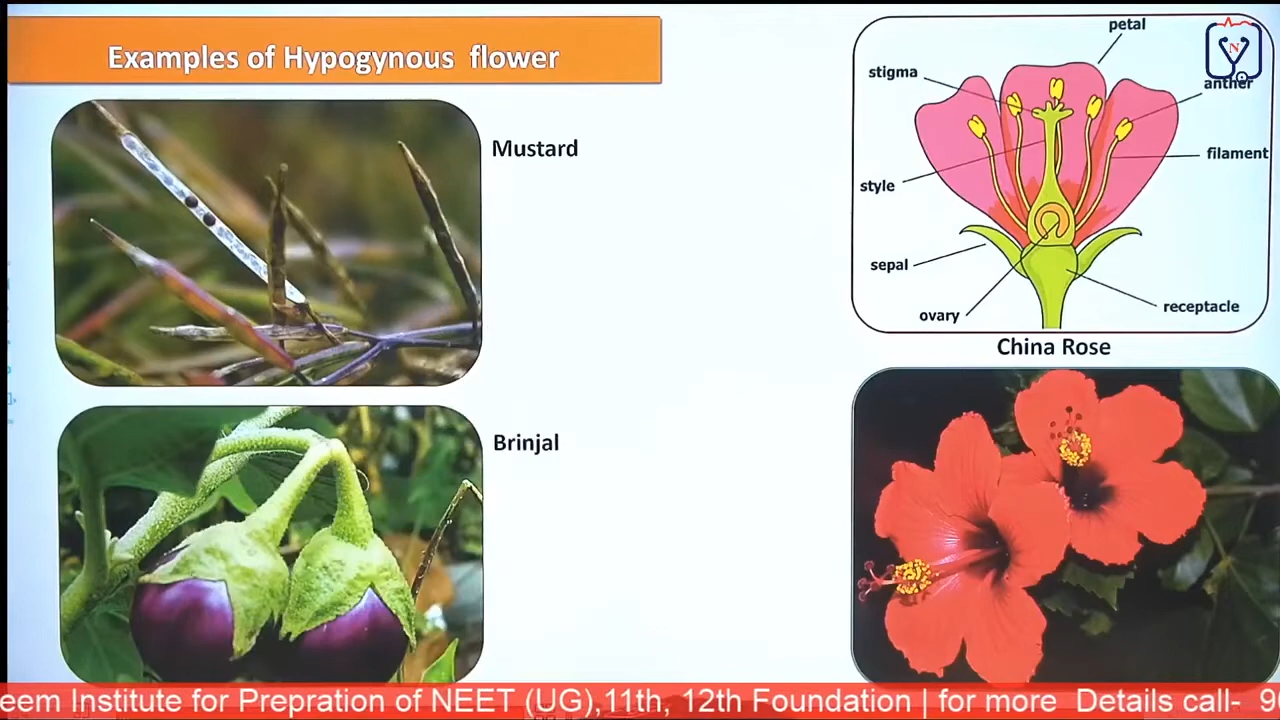 Examples of Hypogynous flower
Mustard
Brinjal
petal
stigma
anther
filament
style
sepal
ovary
receptacle
China Rose
N
eem Institute for Prepration of NEET (UG),11th, 12th Foundation | for more Details call- 9